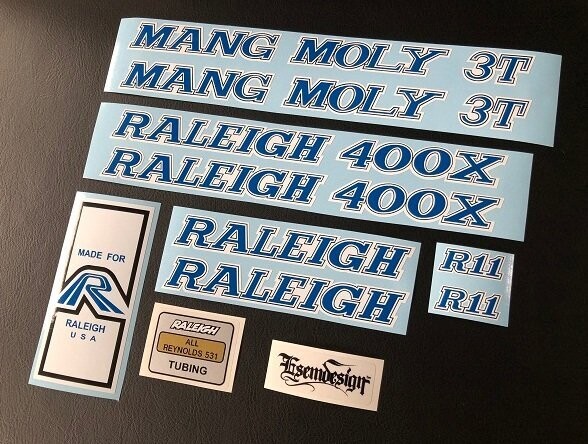 MANG MOLY 3T
MANG MOLY 3T
RALEIGH 400X
RALEIGH 400X
MADE FOR
R
RALEIGH
USA
RALEIGH
RALEIGH
R11
R11
RALEIGH
ALL
REYNOLDS 531
TUBING
Esemdesign